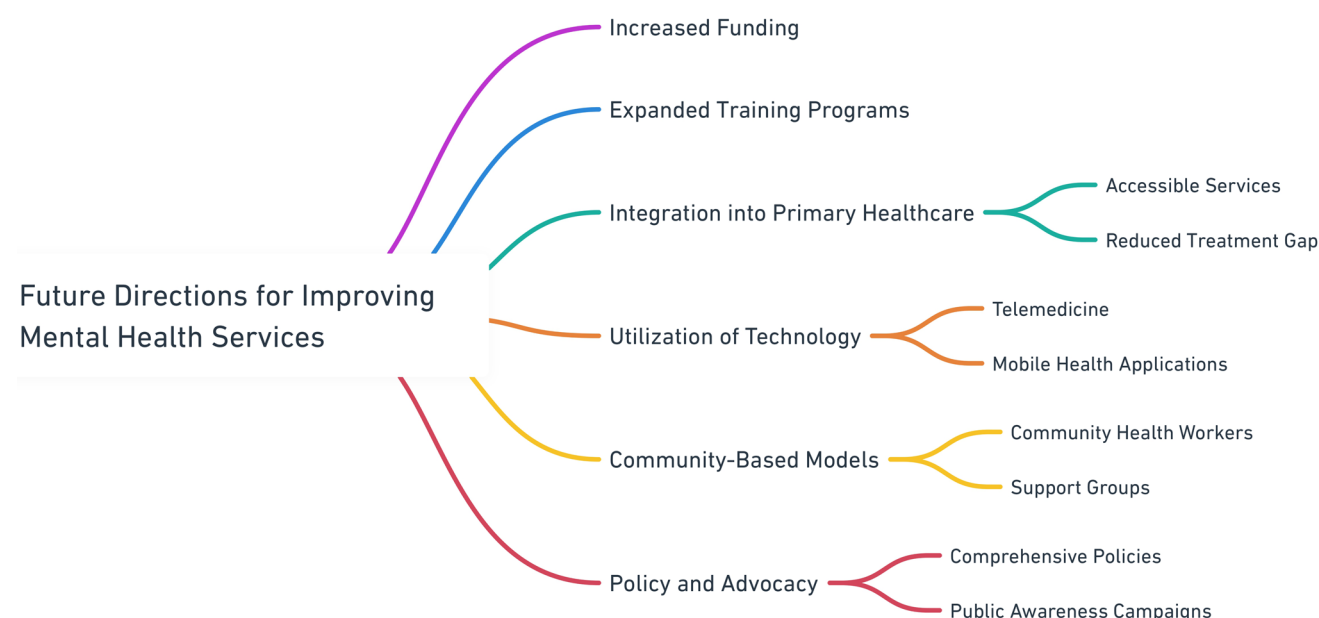 Future Directions for Improving
Mental Health Services
Increased Funding
Expanded Training Programs
Integration into Primary Healthcare
Accessible Services
Reduced Treatment Gap
Utilization of Technology
Telemedicine
Mobile Health Applications
Community-Based Models
Community Health Workers
Support Groups
Policy and Advocacy
Comprehensive Policies
Public Awareness Campaigns